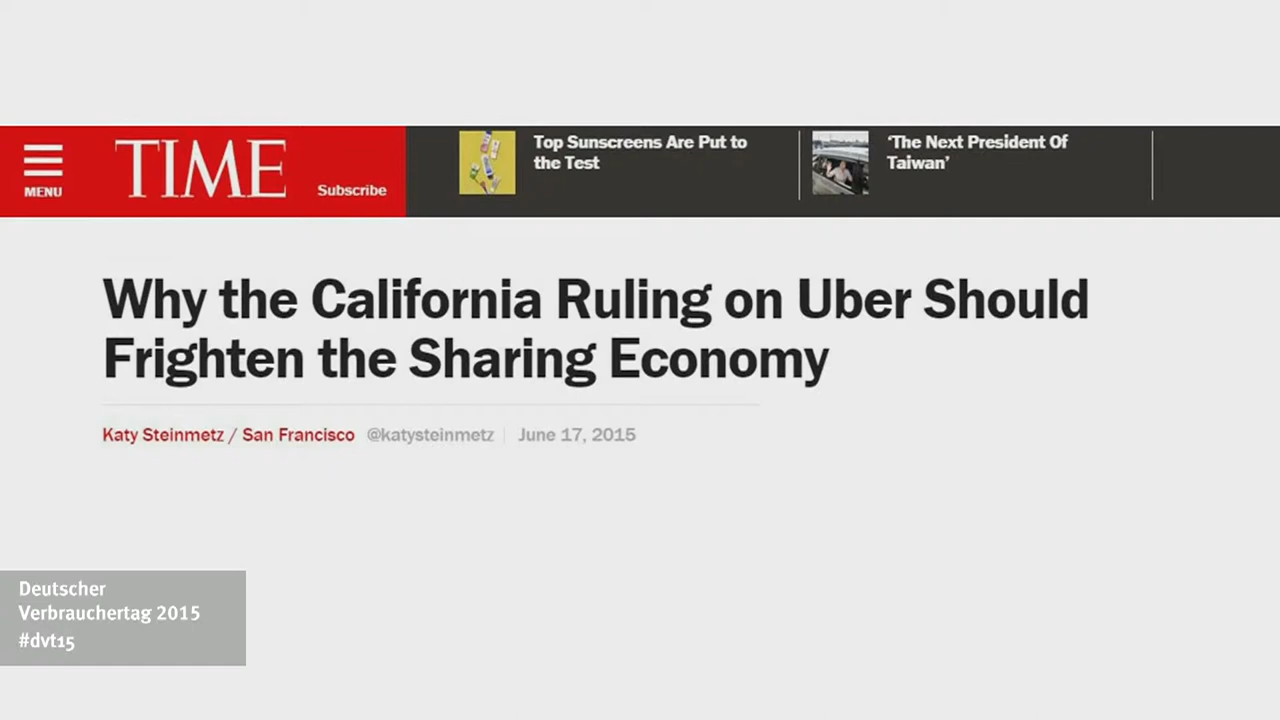 MENU
TIME
Subscribe
Top Sunscreens Are Put to
the Test
‘The Next President Of
Taiwan’
Why the California Ruling on Uber Should
Frighten the Sharing Economy
Katy Steinmetz / San Francisco @katysteinmetz June 17, 2015
Deutscher
Verbrauchertag 2015
#dvt15